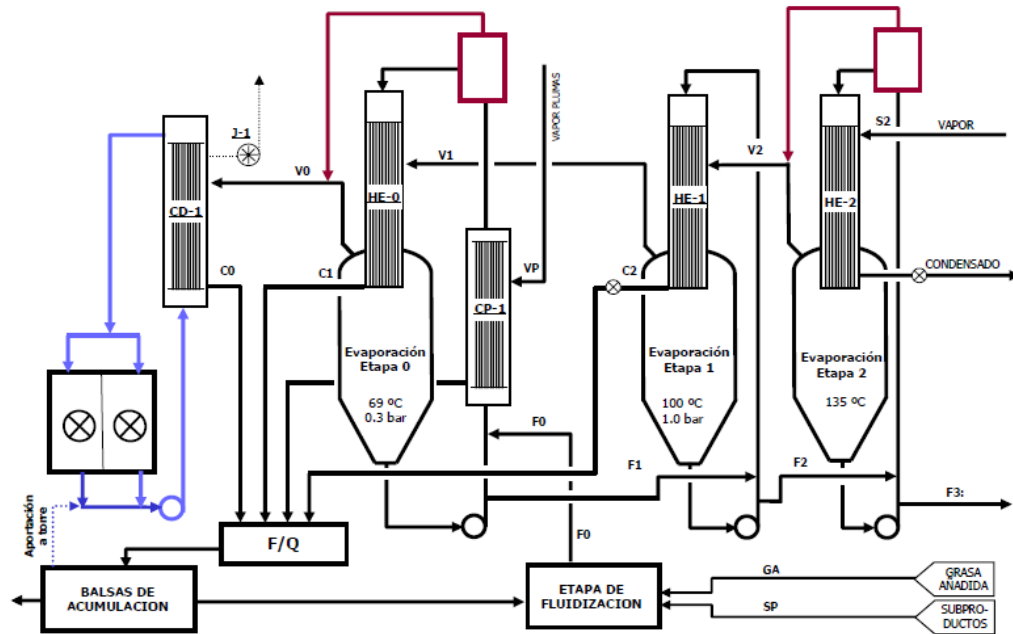 J-1
V0
CD-1
C0
HE-0
V1
C1
VAPOR PLUMAS
VP
CP-1
C2
HE-1
V2
S2
VAPOR
HE-2
CONDENSADO
Evaporación
Etapa 0
69 ºC
0.3 bar
Evaporación
Etapa 1
100 ºC
1.0 bar
Evaporación
Etapa 2
135 ºC
F0
F1
F2
F3:
Aportación
a torre
F/Q
F0
BALSAS DE
ACUMULACION
ETAPA DE
FLUIDIZACION
GA
GRASA
AÑADIDA
SP
SUBPRO-
DUCTOS